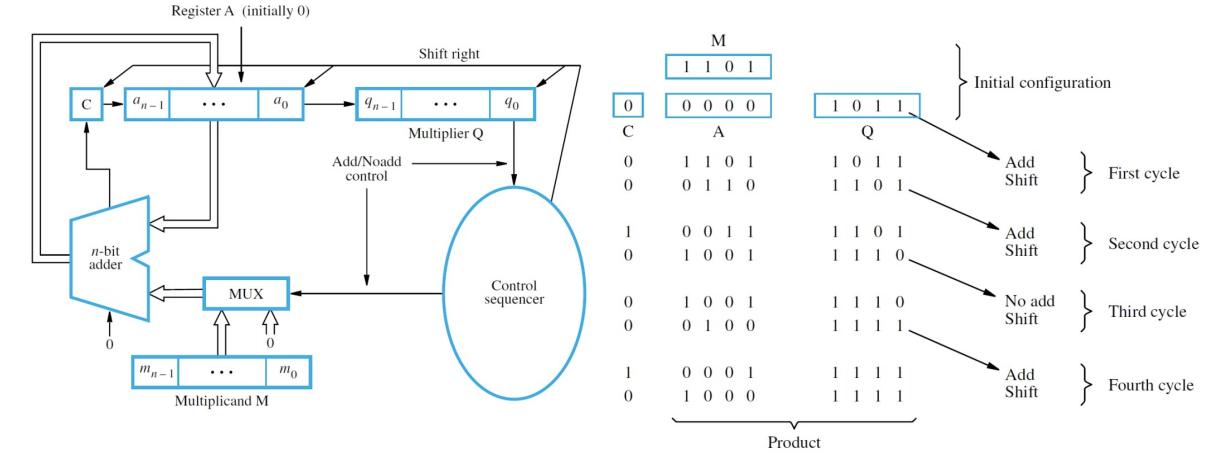 Register A (initially 0)
Shift right
C
a_{n-1}
...
a_0
q_{n-1}
...
q_0
Multiplier Q
Add/Noadd
control
n-bit
adder
MUX
Control
sequencer
0
0
m_{n-1}
...
m_0
Multiplicand M
M
1 1 0 1
Initial configuration
0 0 0 0 0 1 0 1 1
C A Q
0 1 1 0 1 1 0 1 1 Add
0 0 1 1 0 1 1 0 1 Shift
First cycle
1 0 0 1 1 1 1 0 1 Add
0 1 0 0 1 1 1 1 0 Shift
Second cycle
0 1 0 0 1 1 1 1 0 No add
0 0 1 0 0 1 1 1 1 Shift
Third cycle
1 0 0 0 1 1 1 1 1 Add
0 1 0 0 0 1 1 1 1 Shift
Fourth cycle
Product